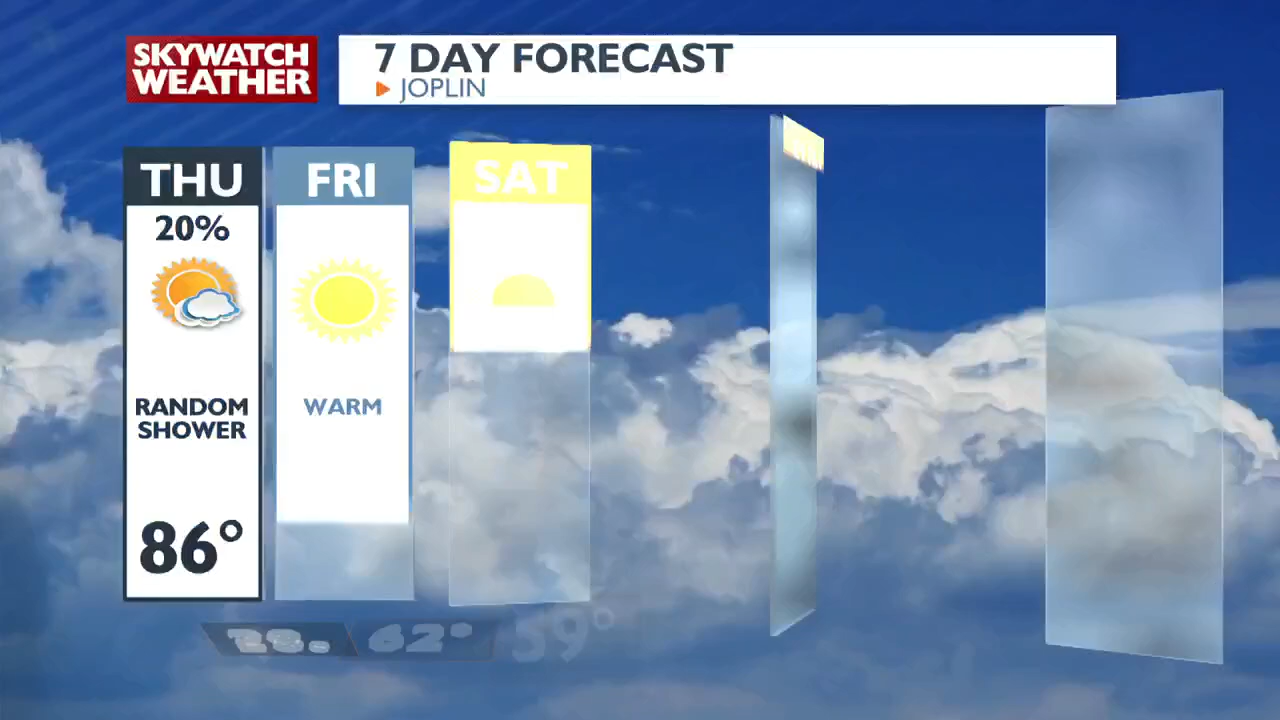 SKYWATCH
WEATHER
7 DAY FORECAST
JOPLIN
THU
FRI
SAT
20%
RANDOM
SHOWER
WARM
86°
62°
59°